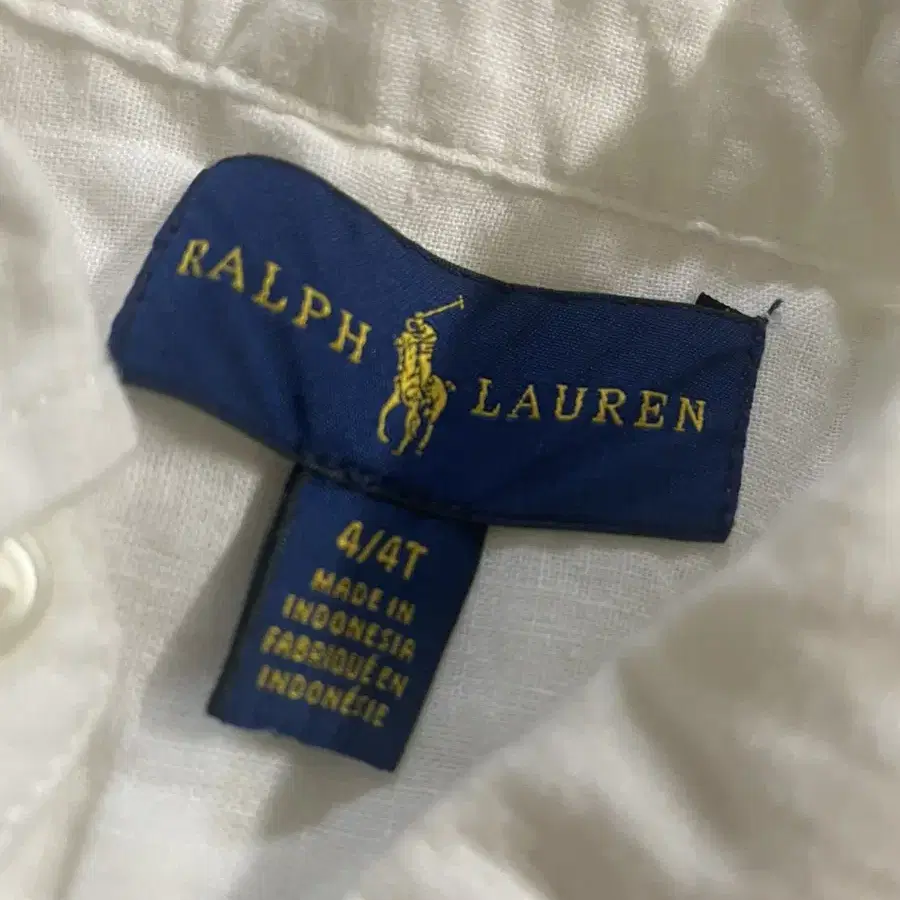 RALPH LAUREN
4/4T
MADE IN
INDONESIA
FABRIQUÉ EN
INDONÉSIE